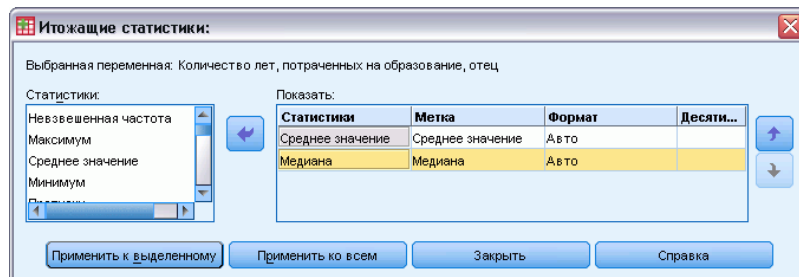 Итожащие статистики:
Выбранная переменная: Количество лет, потраченных на образование, отец
Статистики:
Показать:
Невзвешенная частота
Максимум
Среднее значение
Минимум
Статистики Метка Формат Десяти...
Среднее значение Среднее значение Авто
Медиана Медиана Авто
Применить к выделенному Применить ко всем Закрыть Справка